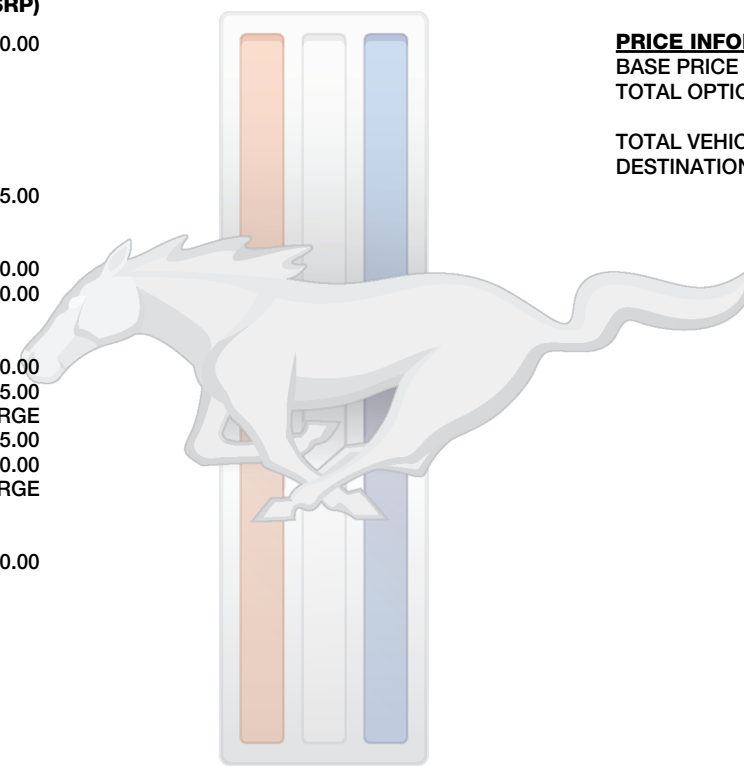 SRP)
0.00
5.00
0.00
0.00
0.00
5.00
RGE
5.00
0.00
RGE
0.00
PRICE INFO
BASE PRICE
TOTAL OPTIO
TOTAL VEHIC
DESTINATION